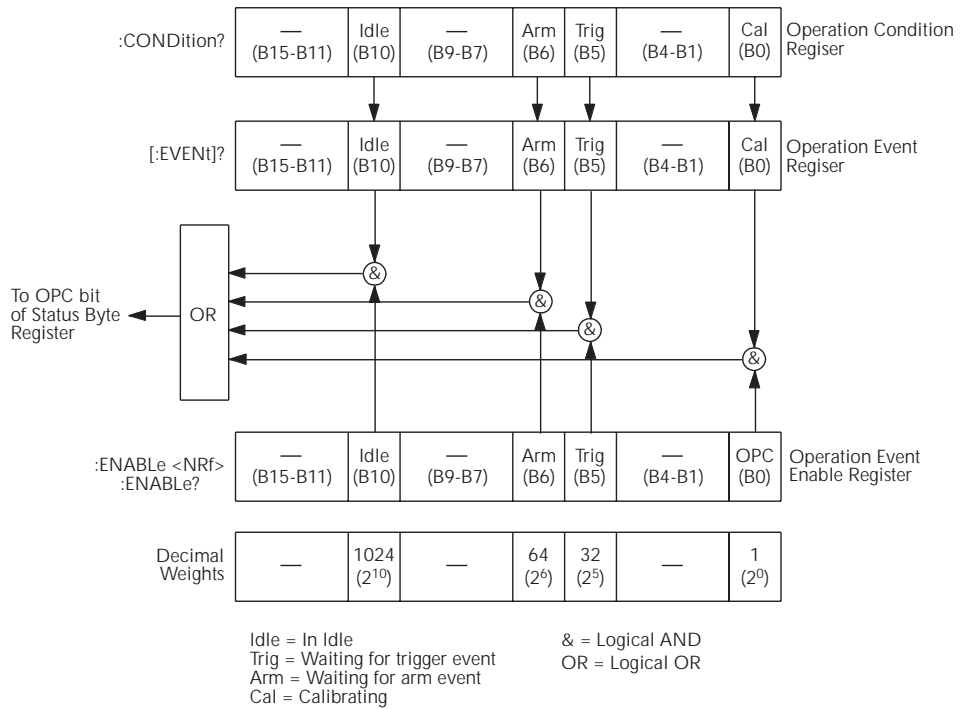 :CONDition?
—
(B15-B11)
Idle
(B10)
—
(B9-B7)
Arm
(B6)
Trig
(B5)
—
(B4-B1)
Cal
(B0)
Operation Condition
Regiser
[:EVENt]?
—
(B15-B11)
Idle
(B10)
—
(B9-B7)
Arm
(B6)
Trig
(B5)
—
(B4-B1)
Cal
(B0)
Operation Event
Regiser
&
&
&
&
To OPC bit
of Status Byte
Register
OR
:ENABLe <NRf>
:ENABLe?
—
(B15-B11)
Idle
(B10)
—
(B9-B7)
Arm
(B6)
Trig
(B5)
—
(B4-B1)
OPC
(B0)
Operation Event
Enable Register
Decimal
Weights
—
1024
(2¹⁰)
—
64
(2⁶)
32
(2⁵)
—
1
(2⁰)
Idle = In Idle
Trig = Waiting for trigger event
Arm = Waiting for arm event
Cal = Calibrating
& = Logical AND
OR = Logical OR